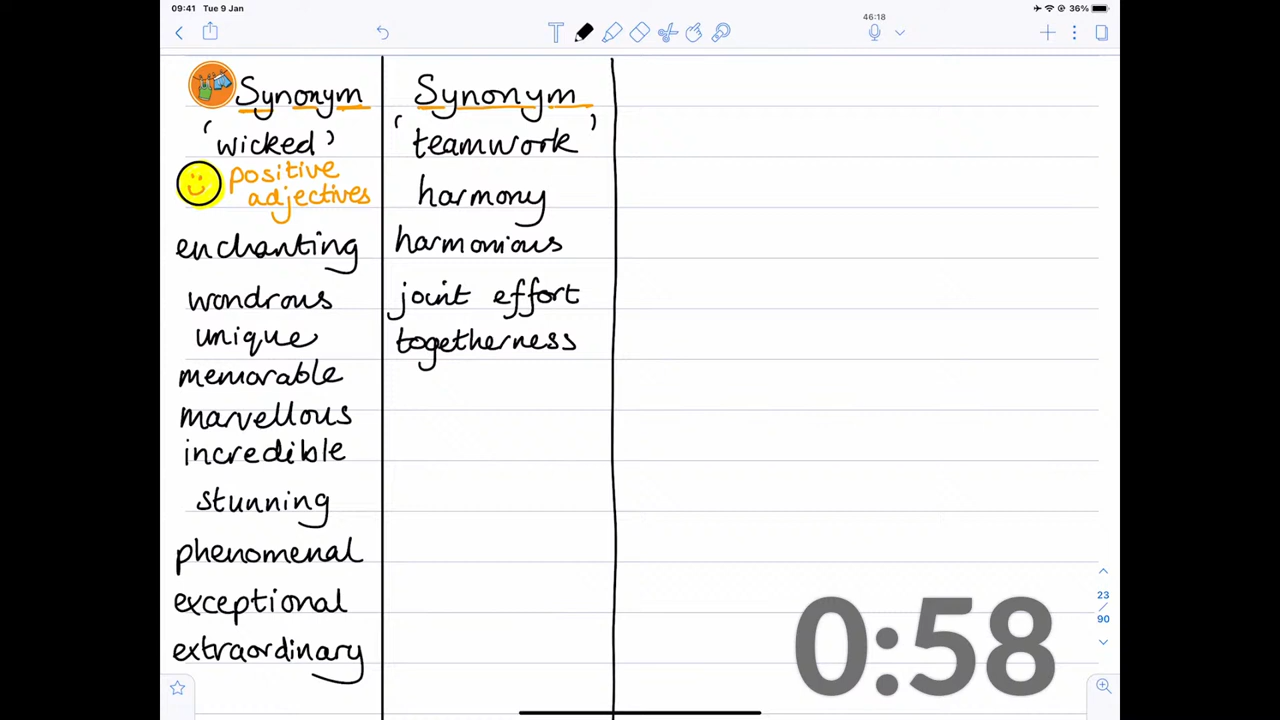 09:41 Tue 9 Jan
36%
46:18
T
Synonym
'wicked'
positive
adjectives
enchanting
wondrous
unique
memorable
marvellous
incredible
stunning
phenomenal
exceptional
extraordinary
Synonym
'teamwork'
harmony
harmonious
joint effort
togetherness
23
/
90
0:58